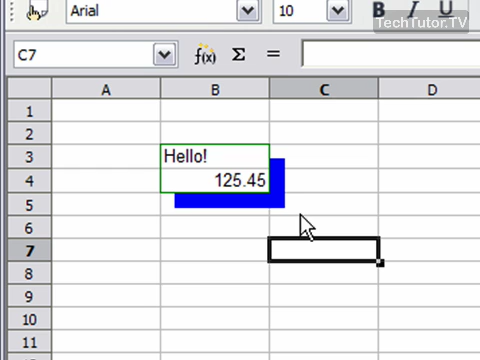 Arial
10
B I U
TechTutor.TV
C7
f(x) Σ =
A B C D
1
2
3 Hello!
4 125.45
5
6
7
8
9
10
11